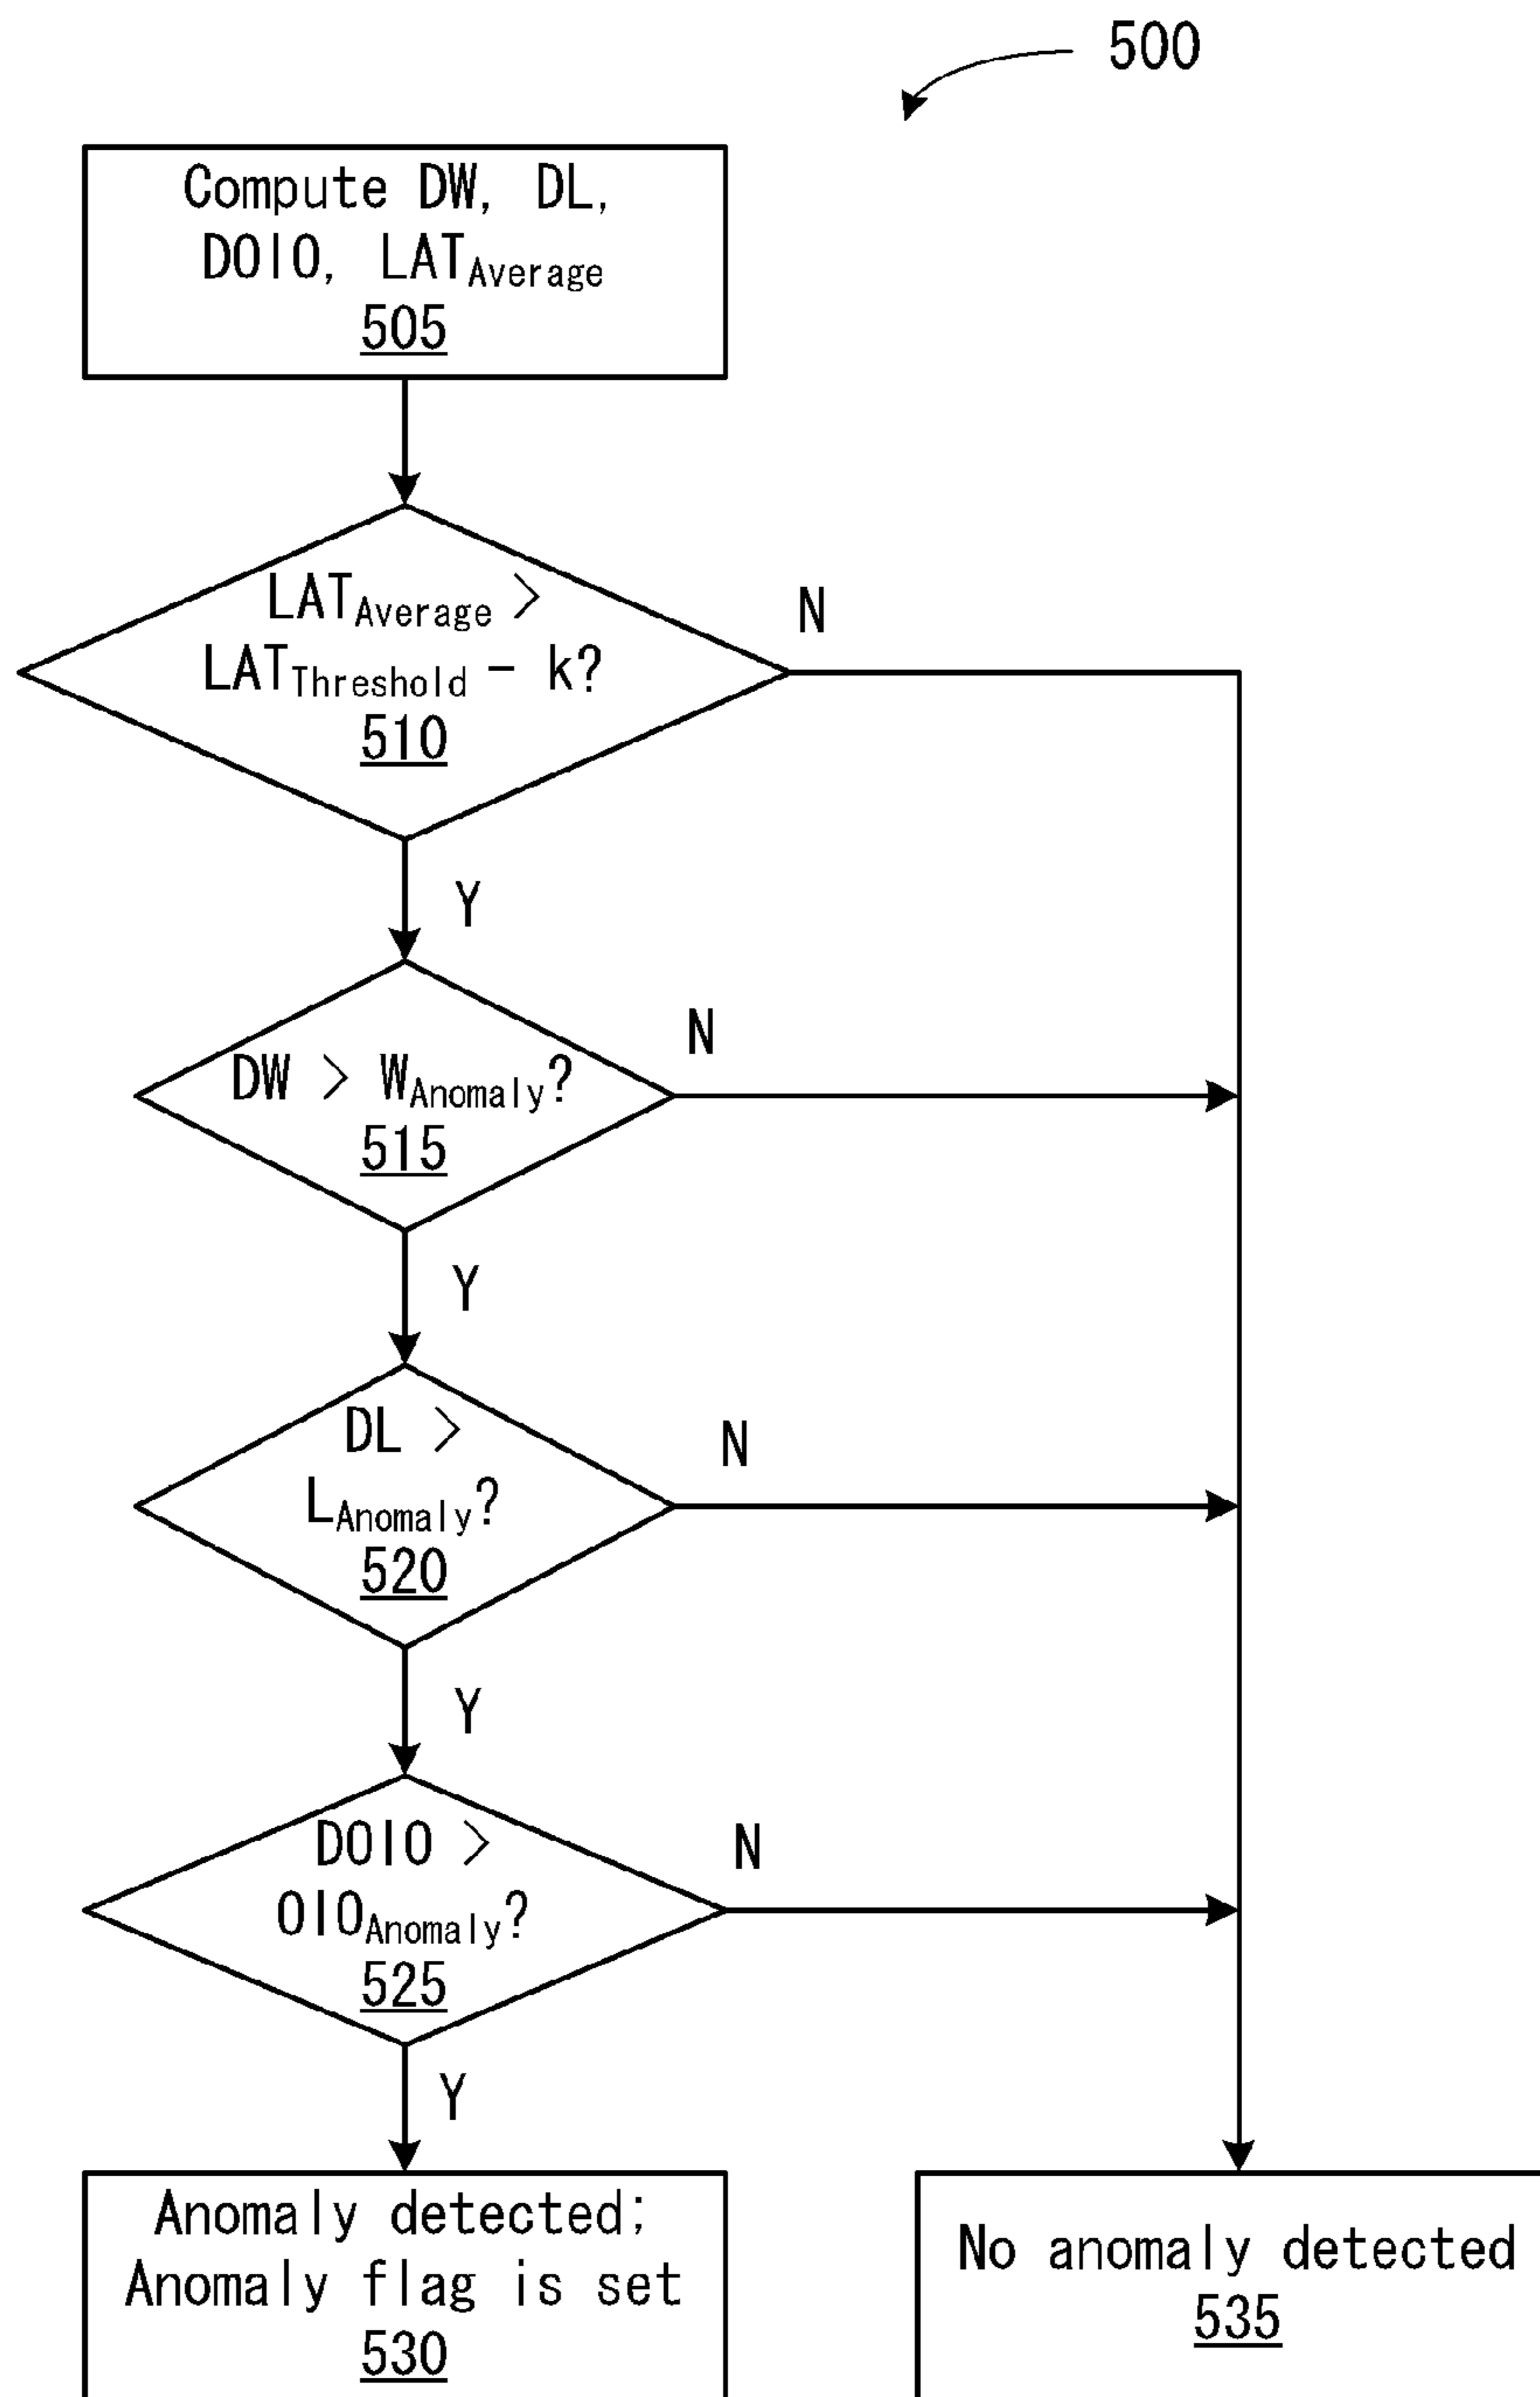 500
Compute DW, DL,
DOIO, LATAverage
505
LATAverage >
LATThreshold - k?
510
N
Y
DW > WAnomaly?
515
N
Y
DL >
LAnomaly?
520
N
Y
DOIO >
OIOAnomaly?
525
N
Y
Anomaly detected;
Anomaly flag is set
530
No anomaly detected
535